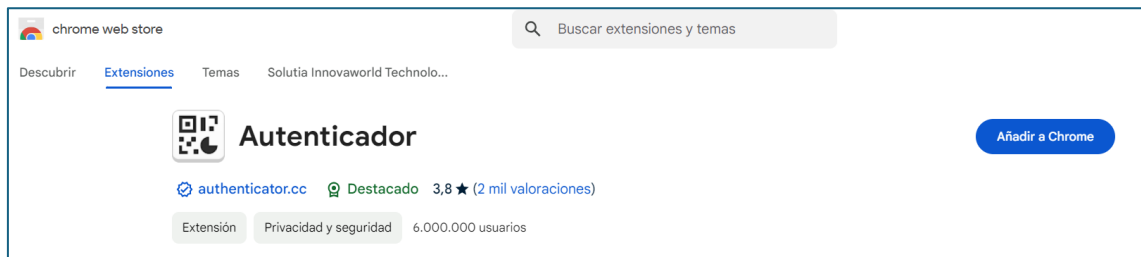 chrome web store
Buscar extensiones y temas
Descubrir Extensiones Temas Solutia Innovaworld Technolo...
Autenticador
Añadir a Chrome
authenticator.cc Destacado 3,8 ★ (2 mil valoraciones)
Extensión Privacidad y seguridad 6.000.000 usuarios